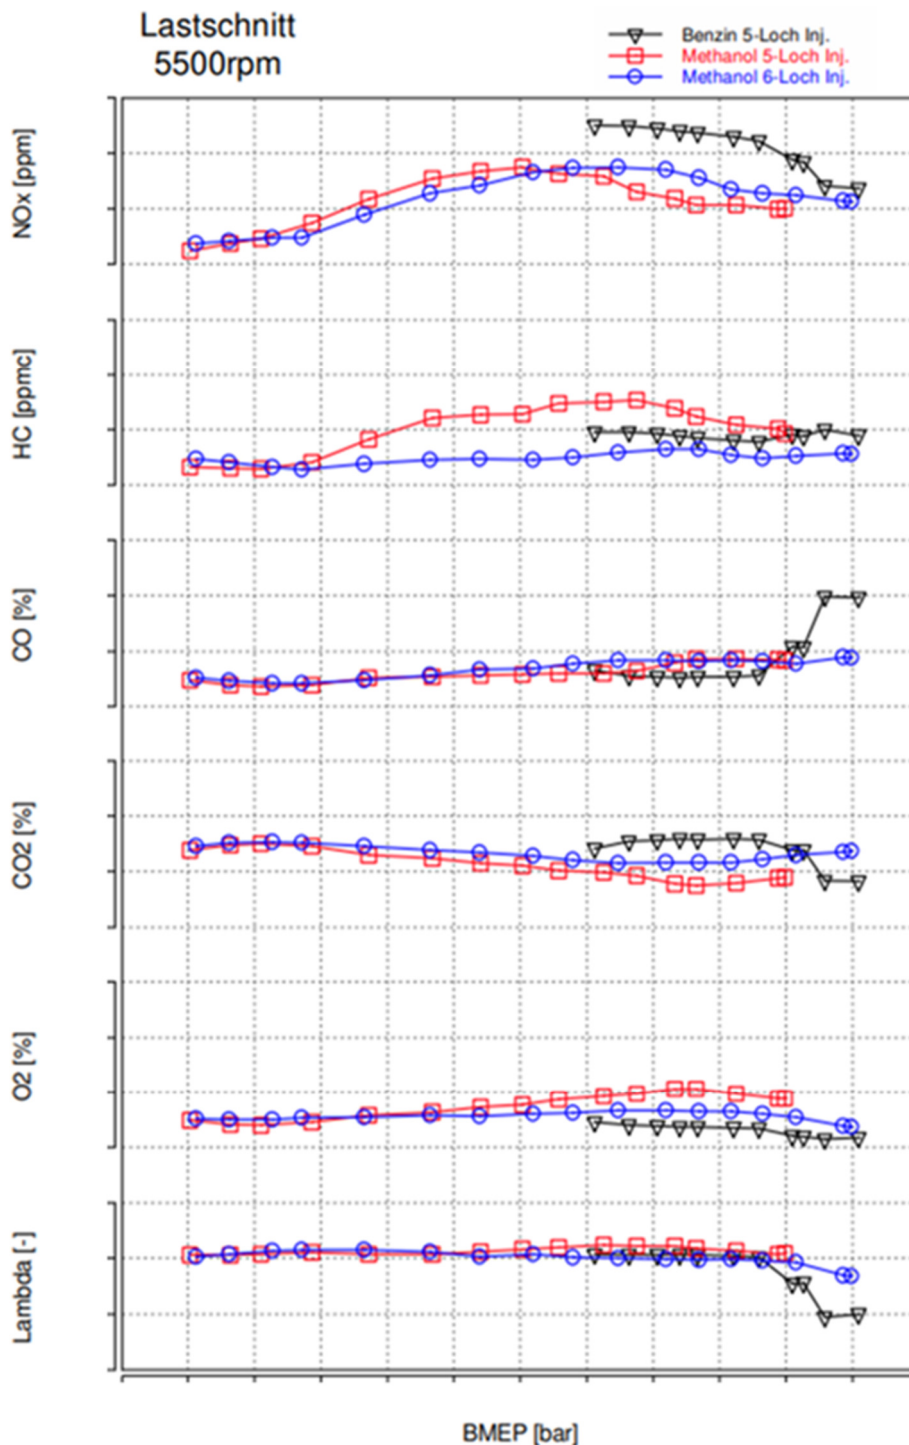 Lastschnitt
5500rpm
Benzin 5-Loch Inj.
Methanol 5-Loch Inj.
Methanol 6-Loch Inj.
NOx [ppm]
HC [ppmc]
CO [%]
CO2 [%]
O2 [%]
Lambda [-]
BMEP [bar]